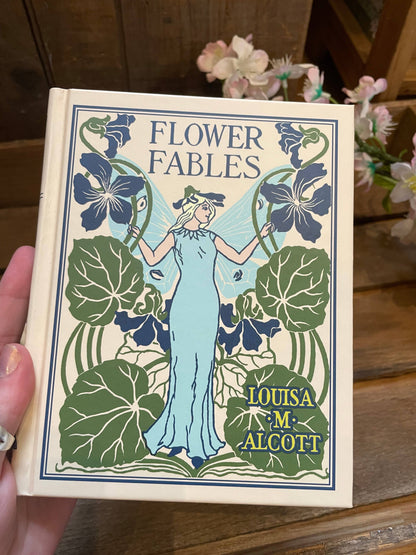 FLOWER
FABLES
LOUISA
·M·
ALCOTT